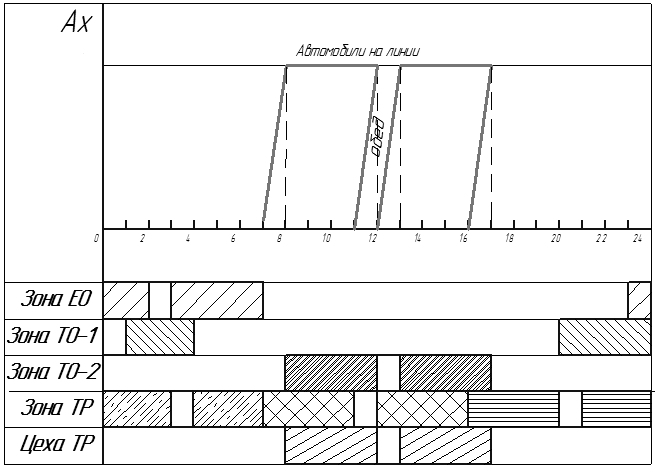 Ах
Автомобили на линии
обед
0 2 4 6 8 10 12 14 16 18 20 22 24
Зона ЕО
Зона ТО-1
Зона ТО-2
Зона ТР
Цеха ТР